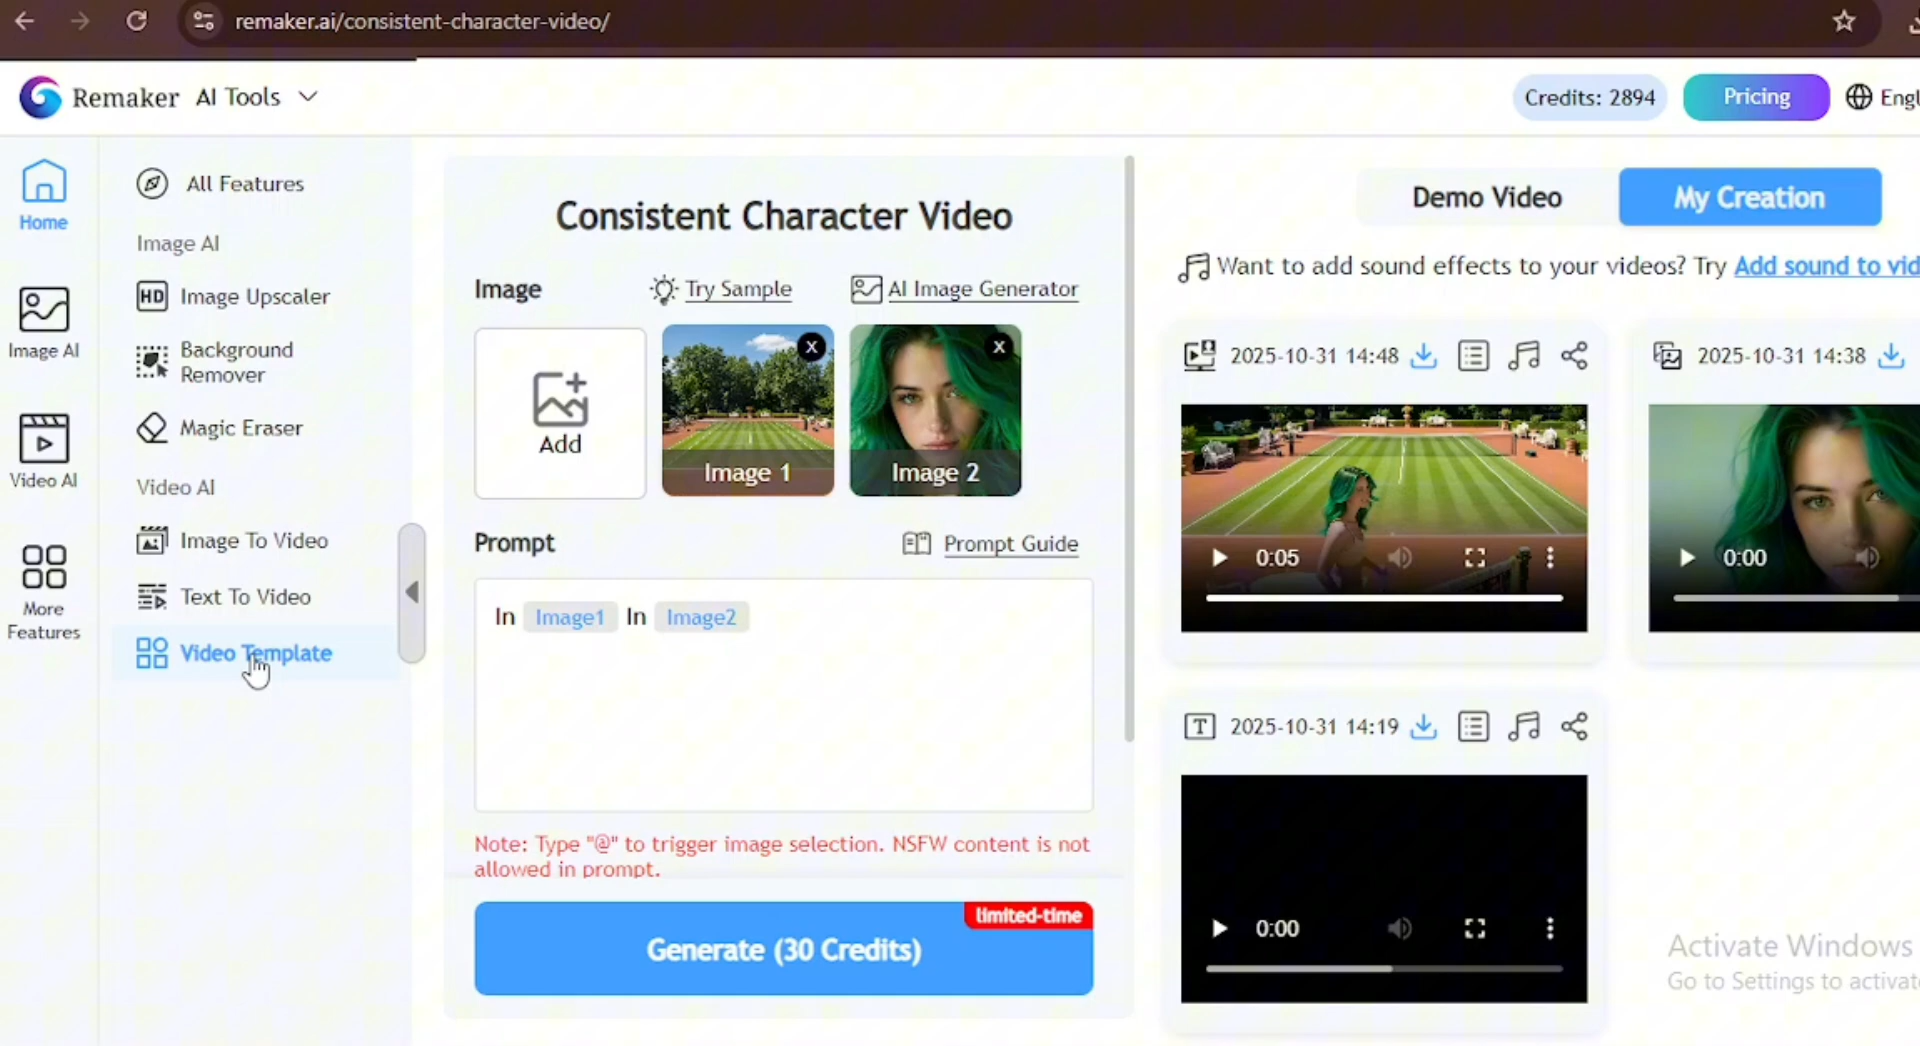 remaker.ai/consistent-character-video/
Remaker AI Tools
Credits: 2894
Pricing
Home
Image AI
Video AI
More
Features
All Features
Image AI
HD Image Upscaler
Background
Remover
Magic Eraser
Video AI
Image To Video
Text To Video
Video Template
Consistent Character Video
Image
Try Sample
AI Image Generator
Add
X
Image 1
X
Image 2
Prompt
Prompt Guide
In Image1 In Image2
Note: Type "@" to trigger image selection. NSFW content is not
allowed in prompt.
limited-time
Generate (30 Credits)
Demo Video
My Creation
Want to add sound effects to your videos? Try Add sound to vid
2025-10-31 14:48
0:05
2025-10-31 14:38
0:00
T 2025-10-31 14:19
0:00
Activate Windows
Go to Settings to activat